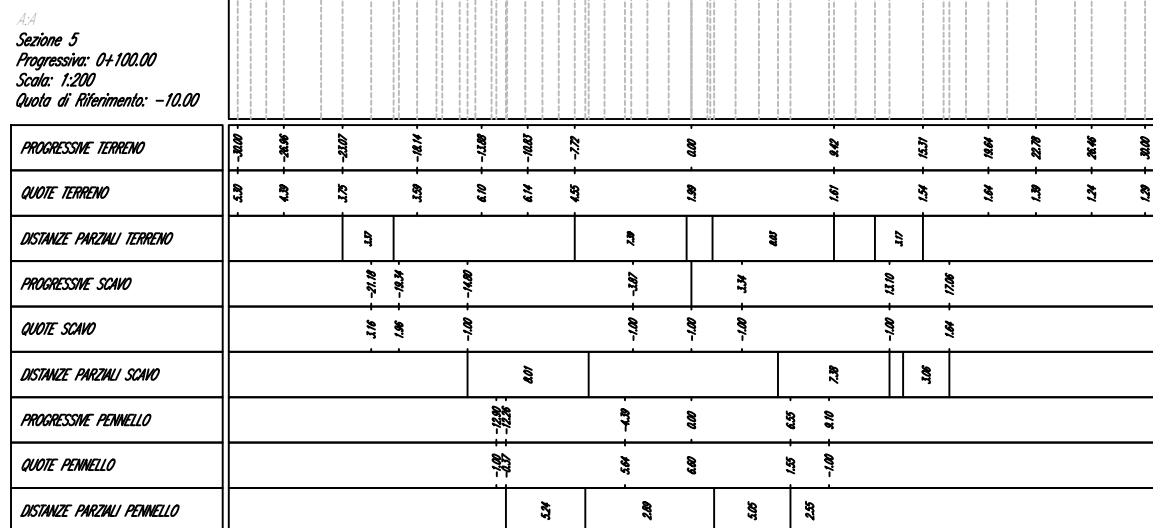 A:A
Sezione 5
Progressiva: 0+100.00
Scala: 1:200
Quota di Riferimento: -10.00
PROGRESSIVE TERRENO -30.00 -26.96 -23.07 -18.14 -13.88 -10.83 -7.72 0.00 9.42 15.31 19.64 22.78 26.46 30.00
QUOTE TERRENO 5.30 4.39 3.75 3.59 6.10 6.14 4.55 1.99 1.61 1.54 1.64 1.39 1.24 1.29
DISTANZE PARZIALI TERRENO 3.37 7.39 8.03 3.17
PROGRESSIVE SCAVO -21.18 -19.34 -14.80 -3.87 3.34 13.10 17.06
QUOTE SCAVO 3.16 1.96 -1.00 -1.00 -1.00 -1.00 -1.00 1.64
DISTANZE PARZIALI SCAVO 8.01 7.38 3.06
PROGRESSIVE PENNELLO -12.90 -12.26 -4.39 0.00 6.55 9.10
QUOTE PENNELLO -1.00 -0.37 5.64 6.60 1.55 -1.00
DISTANZE PARZIALI PENNELLO 5.24 2.89 5.05 2.55